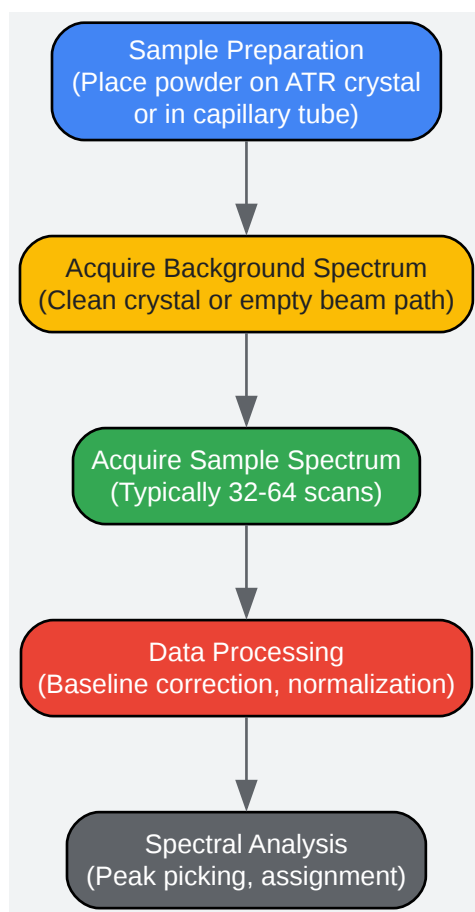 Sample Preparation
(Place powder on ATR crystal
or in capillary tube)
Acquire Background Spectrum
(Clean crystal or empty beam path)
Acquire Sample Spectrum
(Typically 32-64 scans)
Data Processing
(Baseline correction, normalization)
Spectral Analysis
(Peak picking, assignment)